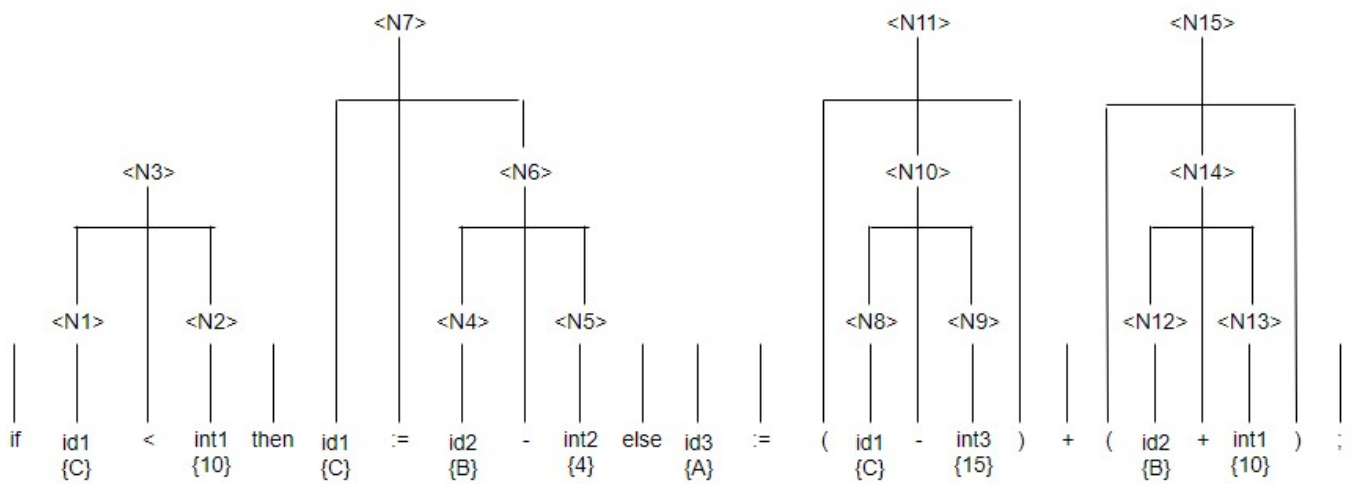 <N7> <N11> <N15>
<N3> <N6> <N10> <N14>
<N1> <N2> <N4> <N5> <N8> <N9> <N12> <N13>
if id1 < int1 then id1 := id2 - int2 else id3 := ( id1 - int3 ) + ( id2 + int1 ) ;
{C} {10} {C} {B} {4} {A} {C} {15} {B} {10}